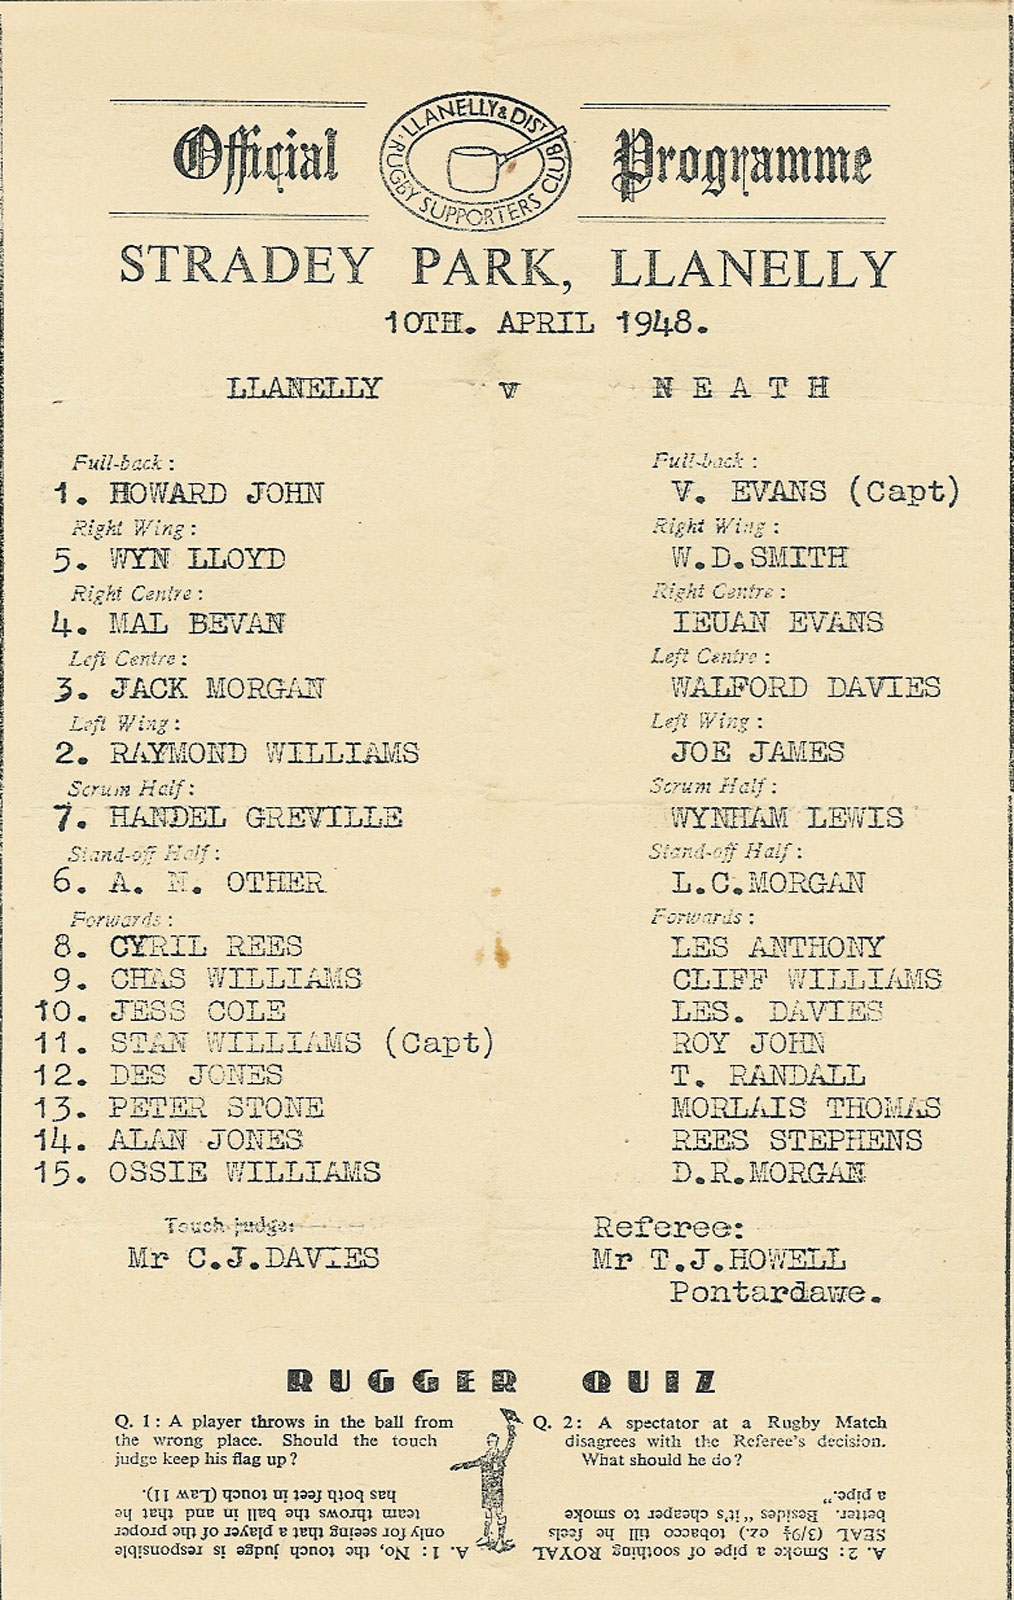 Official Programme
LLANELLY & DIST RUGBY SUPPORTERS CLUB
STRADEY PARK, LLANELLY
10TH. APRIL 1948.
LLANELLY v N E A T H
Full-back :
1. HOWARD JOHN
Right Wing :
5. WYN LLOYD
Right Centre :
4. MAL BEVAN
Left Centre :
3. JACK MORGAN
Left Wing :
2. RAYMOND WILLIAMS
Scrum Half :
7. HANDEL GREVILLE
Stand-off Half :
6. A. N. OTHER
Forwards :
8. CYRIL REES
9. CHAS WILLIAMS
10. JESS COLE
11. STAN WILLIAMS (Capt)
12. DES JONES
13. PETER STONE
14. ALAN JONES
15. OSSIE WILLIAMS
Touch judge:
Mr C.J.DAVIES
Full-back :
V. EVANS (Capt)
Right Wing :
W.D.SMITH
Right Centre :
IEUAN EVANS
Left Centre :
WALFORD DAVIES
Left Wing :
JOE JAMES
Scrum Half :
WYNHAM LEWIS
Stand-off Half :
L.C.MORGAN
Forwards :
LES ANTHONY
CLIFF WILLIAMS
LES. DAVIES
ROY JOHN
T. RANDALL
MORLAIS THOMAS
REES STEPHENS
D.R.MORGAN
Referee:
Mr T.J.HOWELL
Pontardawe.
RUGGER QUIZ
Q. 1 : A player throws in the ball from
the wrong place. Should the touch
judge keep his flag up ?
A. 1 : No, the touch judge is responsible
only for seeing that a player of the proper
team throws the ball in and that he
has both feet in touch (Law 11).
Q. 2 : A spectator at a Rugby Match
disagrees with the Referee's decision.
What should he do ?
A. 2 : Smoke a pipe of soothing ROYAL
SEAL (3/9½ oz.) tobacco till he feels
better. Besides "it's cheaper to smoke
a pipe."